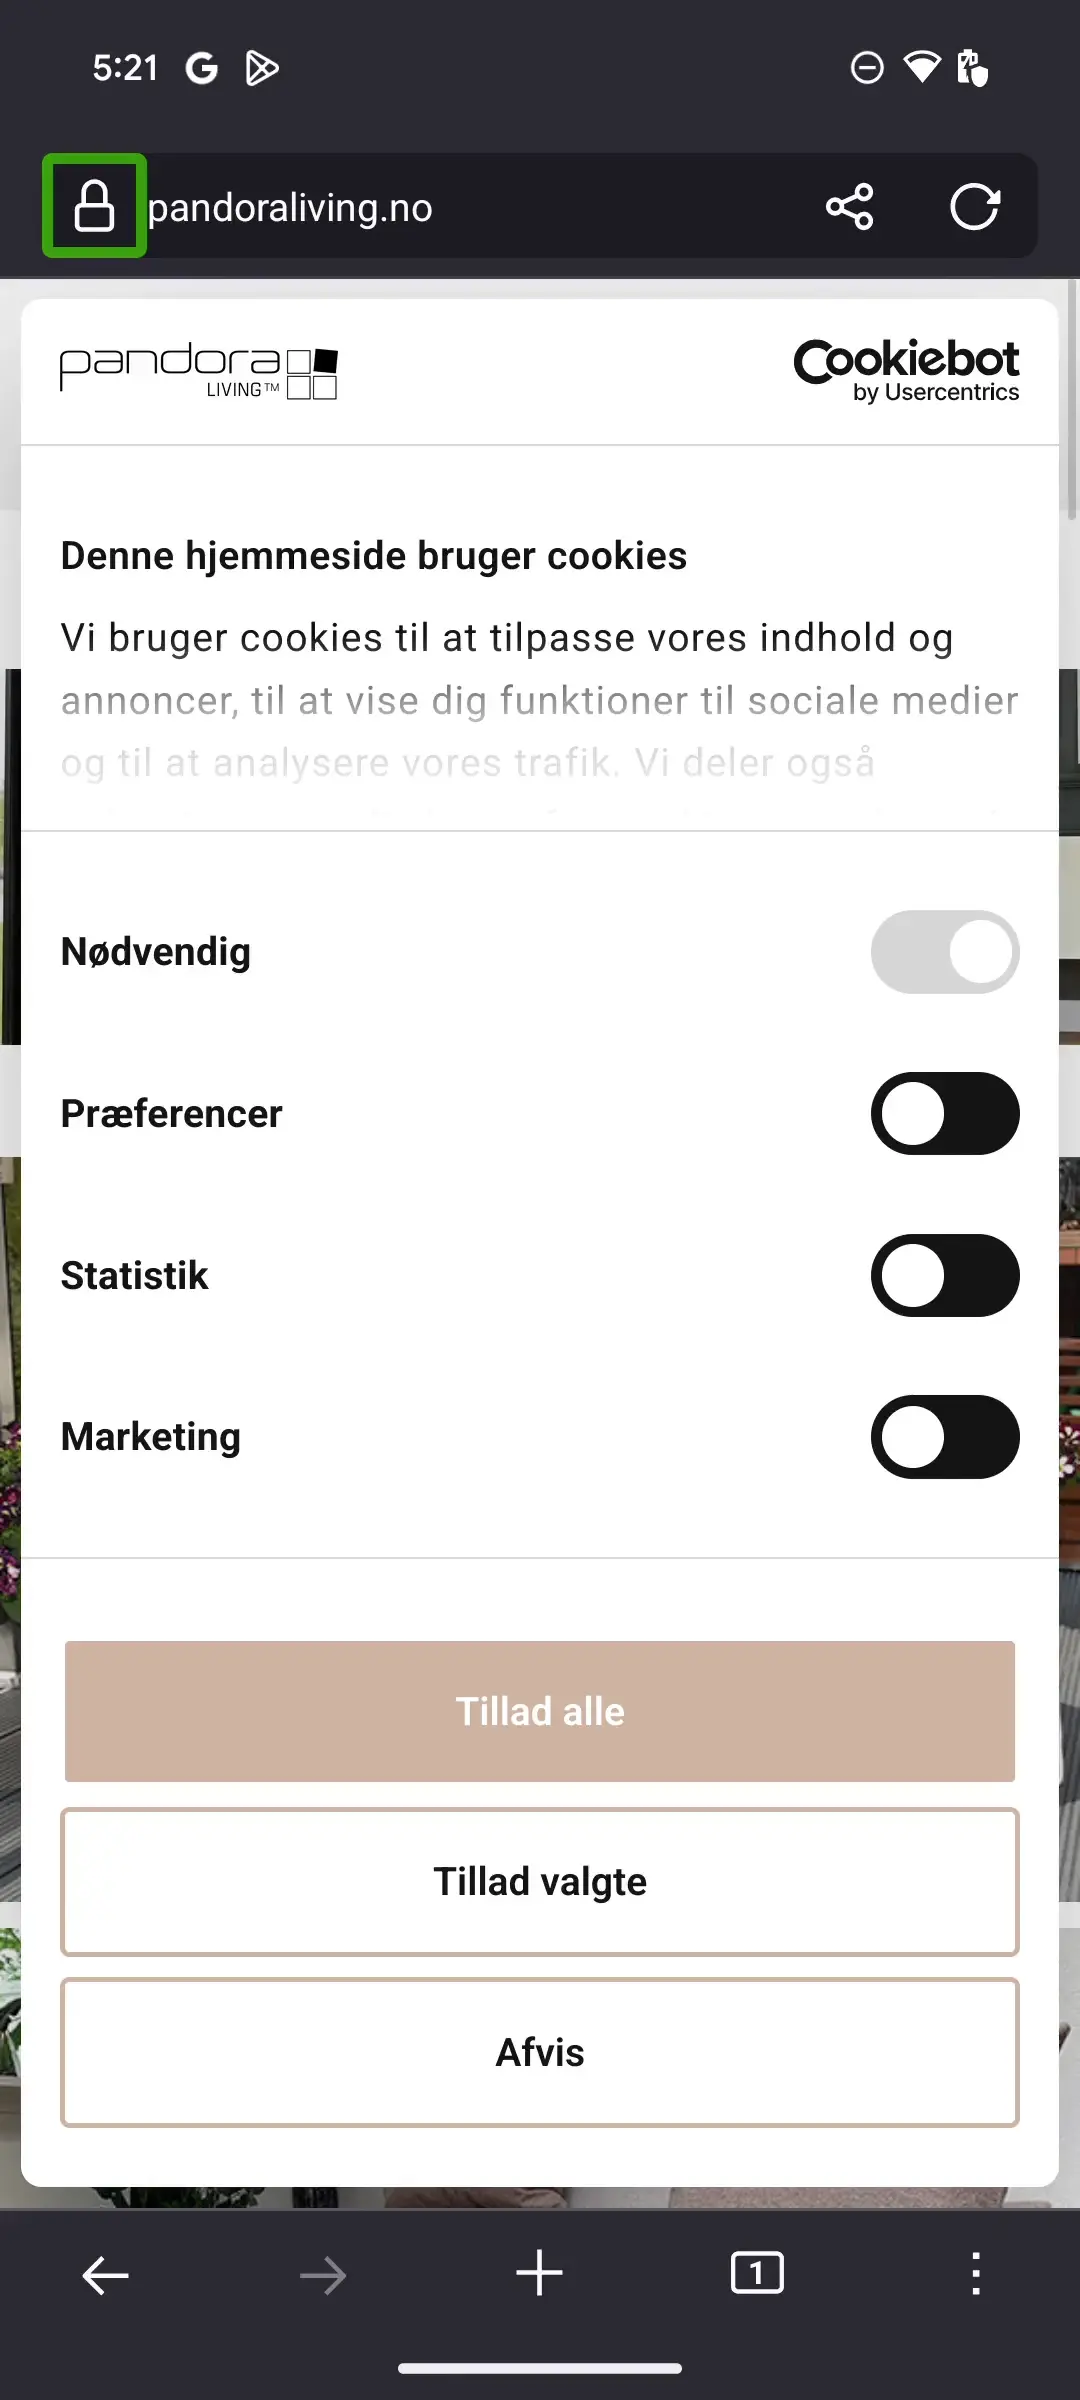 5:21
pandoraliving.no
pandora
LIVING™
Cookiebot
by Usercentrics
Denne hjemmeside bruger cookies
Vi bruger cookies til at tilpasse vores indhold og
annoncer, til at vise dig funktioner til sociale medier
og til at analysere vores trafik. Vi deler også
Nødvendig
Præferencer
Statistik
Marketing
Tillad alle
Tillad valgte
Afvis
1